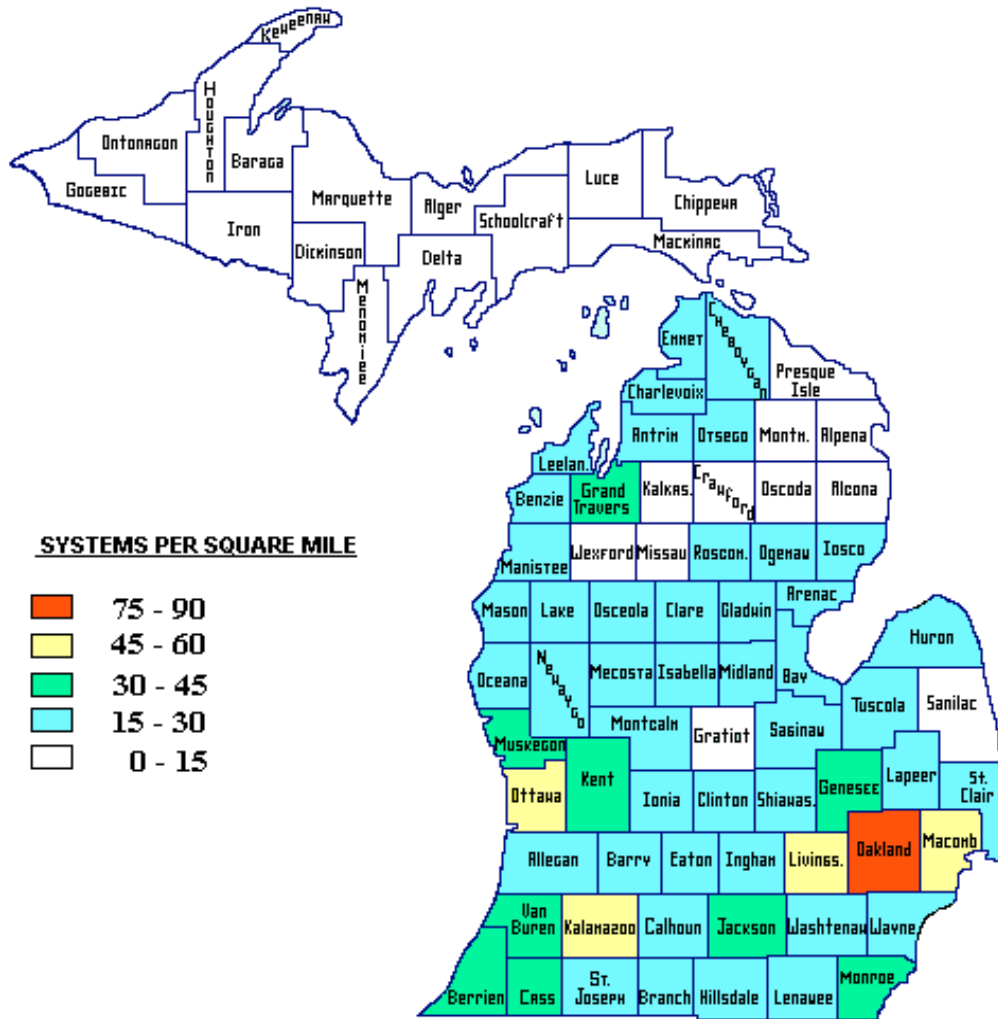 Keweenaw
Houghton
Ontonagon
Baraga
Gogebic
Iron
Marquette
Dickinson
Menomiee
Alger
Delta
Schoolcraft
Luce
Chippewa
Mackinac
Emmet
Cheboygan
Presque
Isle
Charlevoix
Antrim
Otsego
Montm.
Alpena
Leelan.
Benzie
Grand
Travers
Kalkas.
Crawford
Oscoda
Alcona
Manistee
Wexford
Missau
Roscom.
Ogemaw
Iosco
Arenac
SYSTEMS PER SQUARE MILE
75 - 90
45 - 60
30 - 45
15 - 30
0 - 15
Mason
Lake
Osceola
Clare
Gladwin
Huron
Oceana
Newaygo
Mecosta
Isabella
Midland
Bay
Tuscola
Sanilac
Muskegon
Montcalm
Gratiot
Saginaw
Ottawa
Kent
Ionia
Clinton
Shiawas.
Genesee
Lapeer
St.
Clair
Allegan
Barry
Eaton
Ingham
Livings.
Oakland
Macomb
Van
Buren
Kalamazoo
Calhoun
Jackson
Washtenaw
Wayne
Berrien
Cass
St.
Joseph
Branch
Hillsdale
Lenawee
Monroe